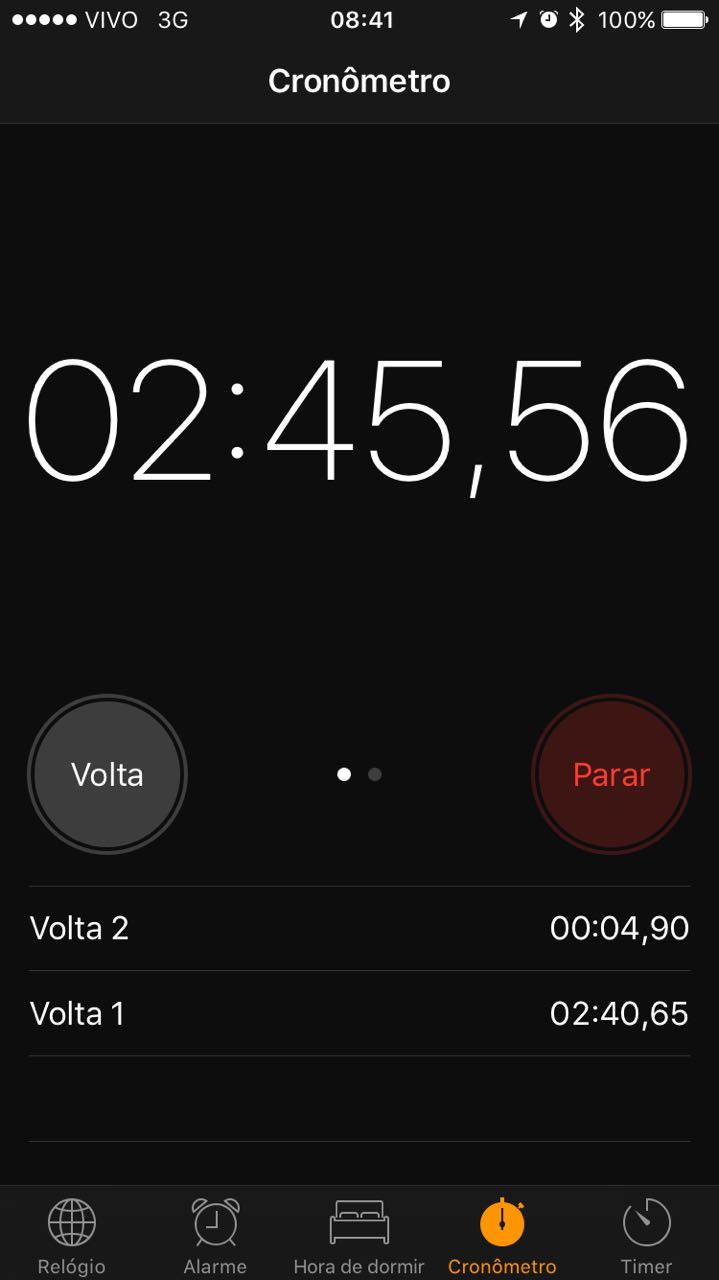 VIVO 3G 08:41 100%
Cronômetro
02:45,56
Volta Parar
Volta 2 00:04,90
Volta 1 02:40,65
Relógio Alarme Hora de dormir Cronômetro Timer